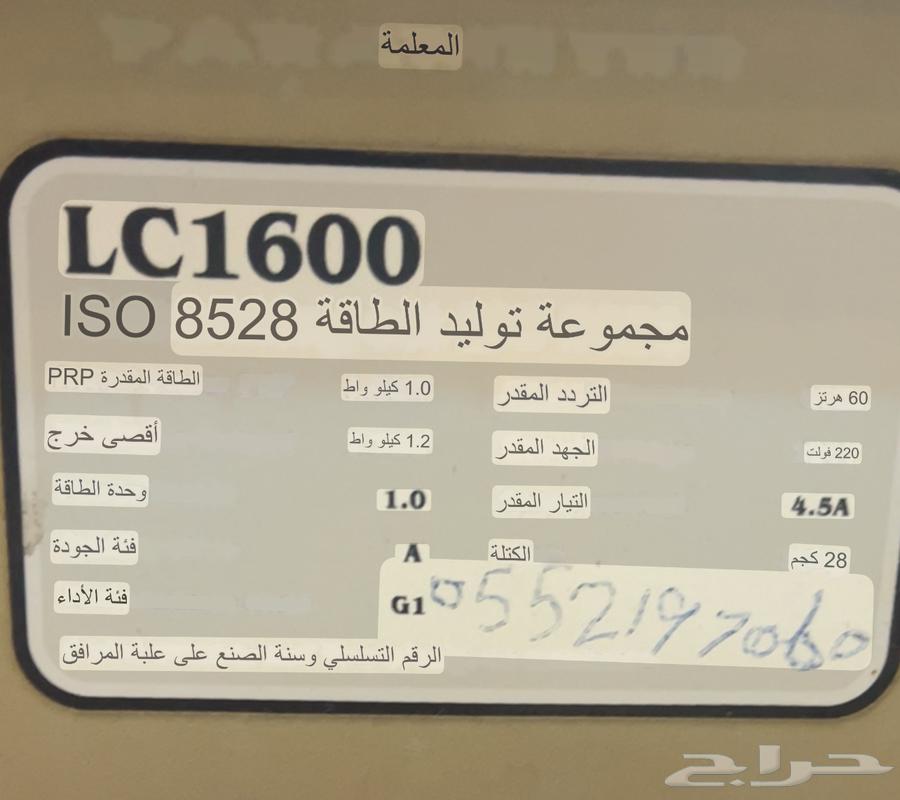 المعلمة
LC1600
مجموعة توليد الطاقة ISO 8528
الطاقة المقدرة PRP 1.0 كيلو واط التردد المقدر 60 هرتز
أقصى خرج 1.2 كيلو واط الجهد المقدر 220 فولت
وحدة الطاقة 1.0 التيار المقدر 4.5A
فئة الجودة A الكتلة 28 كجم
فئة الأداء G1
الرقم التسلسلي وسنة الصنع على علبة المرافق
حراج